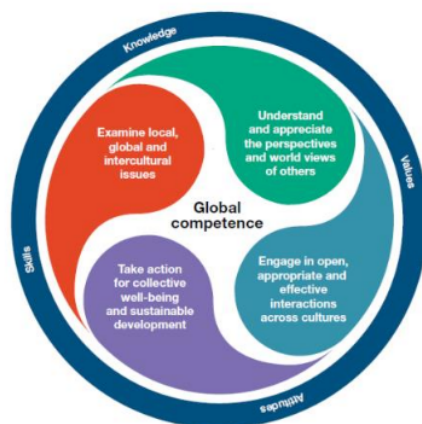 Knowledge
Examine local,
global and
intercultural
issues
Understand
and appreciate
the perspectives
and world views
of others
Values
Global
competence
Skills
Take action
for collective
well-being
and sustainable
development
Engage in open,
appropriate and
effective
interactions
across cultures
Attitudes